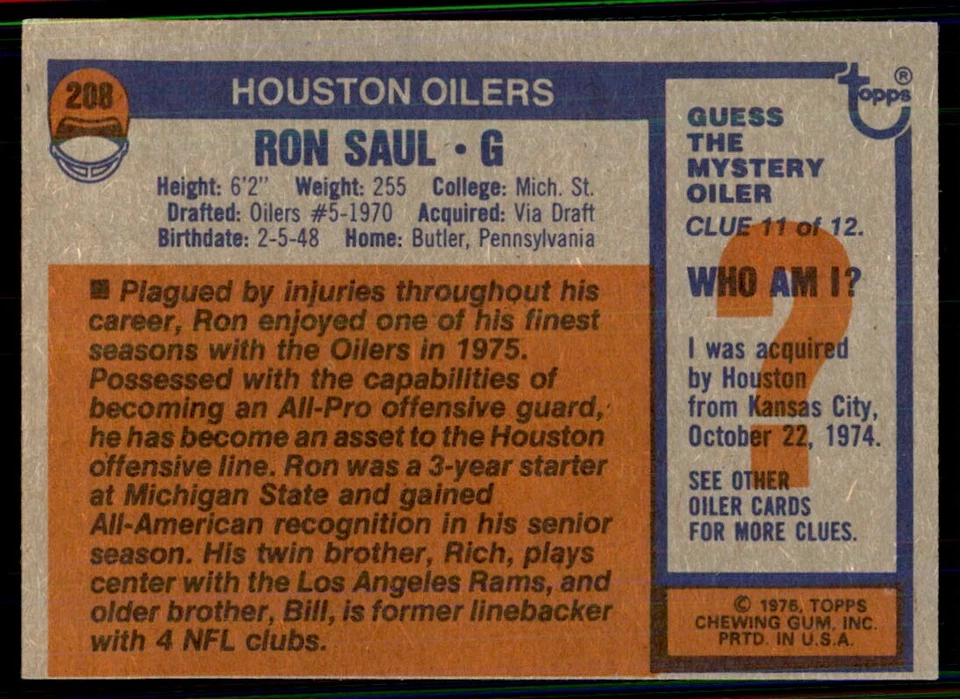 208
HOUSTON OILERS
RON SAUL • G
Height: 6'2" Weight: 255 College: Mich. St.
Drafted: Oilers #5-1970 Acquired: Via Draft
Birthdate: 2-5-48 Home: Butler, Pennsylvania
■ Plagued by injuries throughout his
career, Ron enjoyed one of his finest
seasons with the Oilers in 1975.
Possessed with the capabilities of
becoming an All-Pro offensive guard,
he has become an asset to the Houston
offensive line. Ron was a 3-year starter
at Michigan State and gained
All-American recognition in his senior
season. His twin brother, Rich, plays
center with the Los Angeles Rams, and
older brother, Bill, is former linebacker
with 4 NFL clubs.
topps®
GUESS
THE
MYSTERY
OILER
CLUE 11 of 12.
WHO AM I?
?
I was acquired
by Houston
from Kansas City,
October 22, 1974.
SEE OTHER
OILER CARDS
FOR MORE CLUES.
© 1976, TOPPS
CHEWING GUM, INC.
PRTD. IN U.S.A.